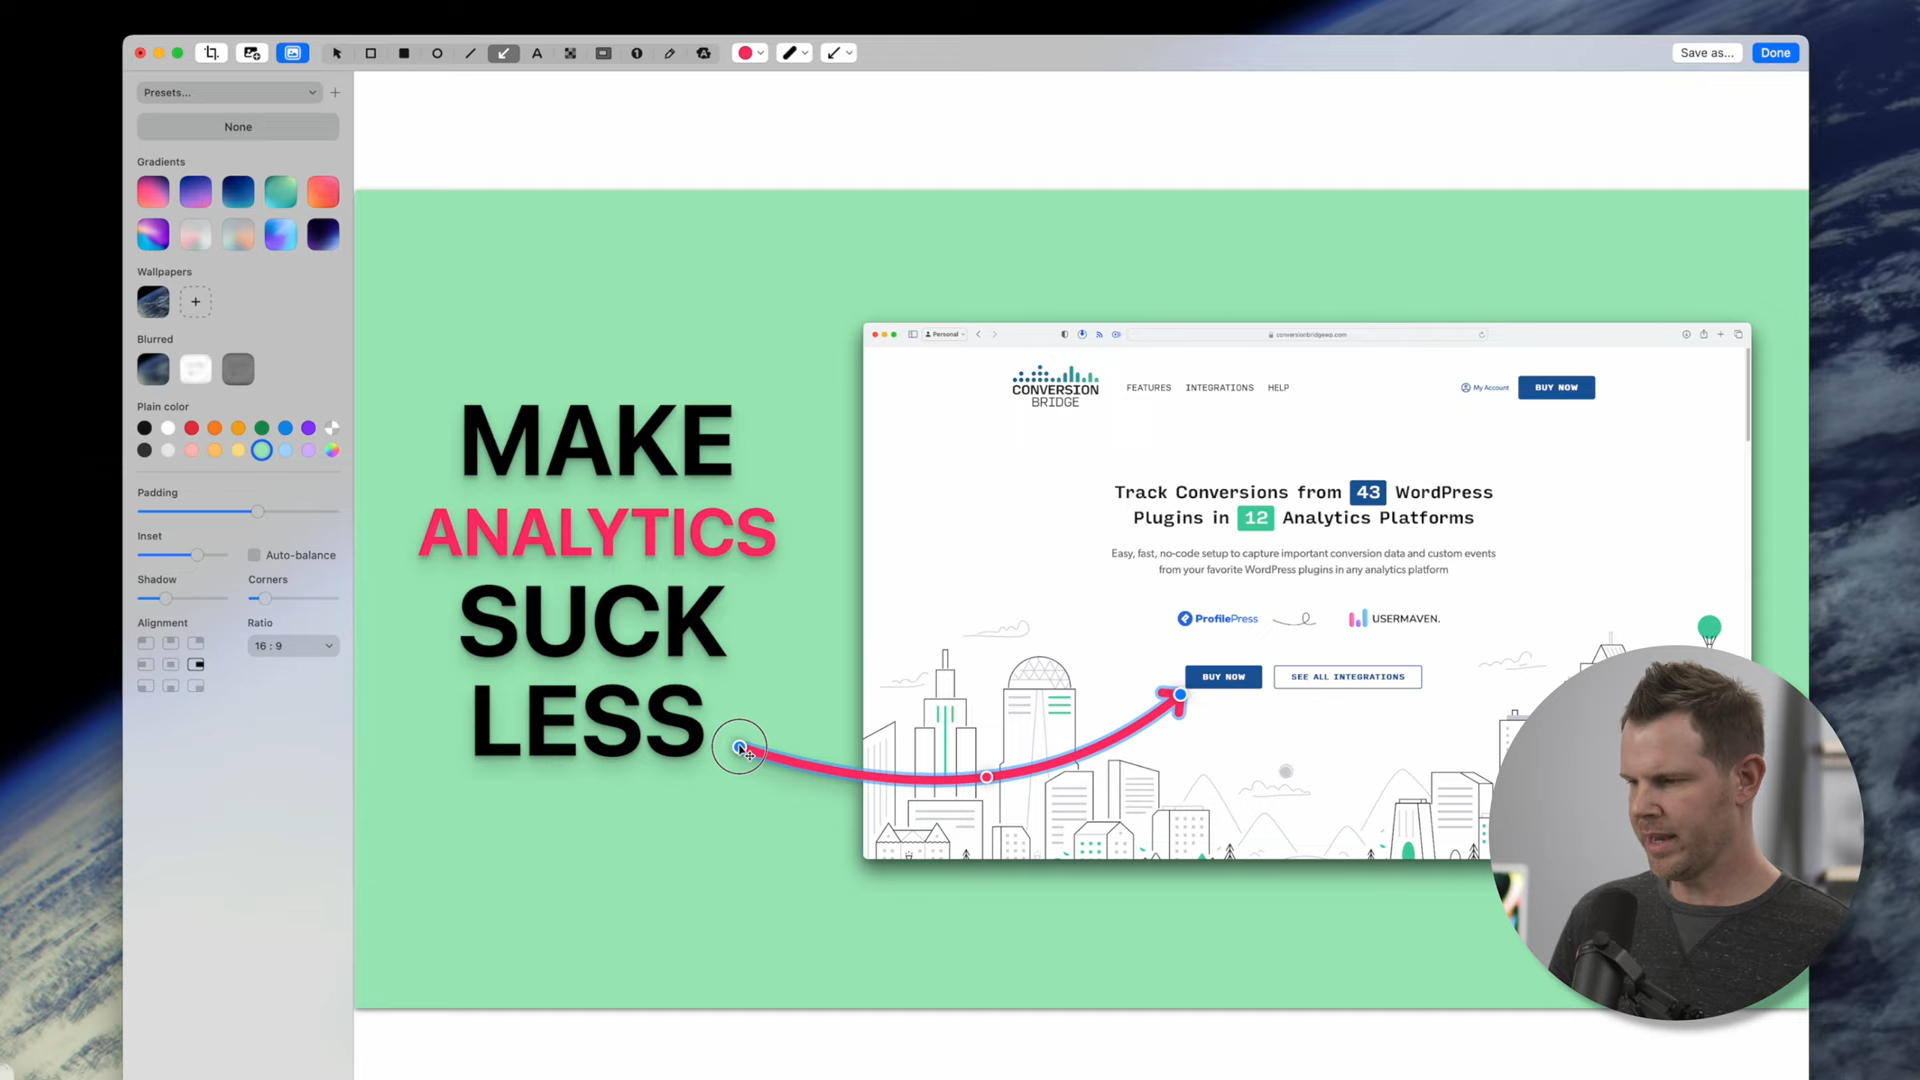 Save as...
Done
Presets...
None
Gradients
Wallpapers
Blurred
Plain color
Padding
Inset
Auto-balance
Shadow
Corners
Alignment
Ratio
16 : 9
MAKE
ANALYTICS
SUCK
LESS
Personal
conversionbridgewp.com
CONVERSION
BRIDGE
FEATURES
INTEGRATIONS
HELP
My Account
BUY NOW
Track Conversions from 43 WordPress
Plugins in 12 Analytics Platforms
Easy, fast, no-code setup to capture important conversion data and custom events
from your favorite WordPress plugins in any analytics platform
ProfilePress
USERMAVEN.
BUY NOW
SEE ALL INTEGRATIONS